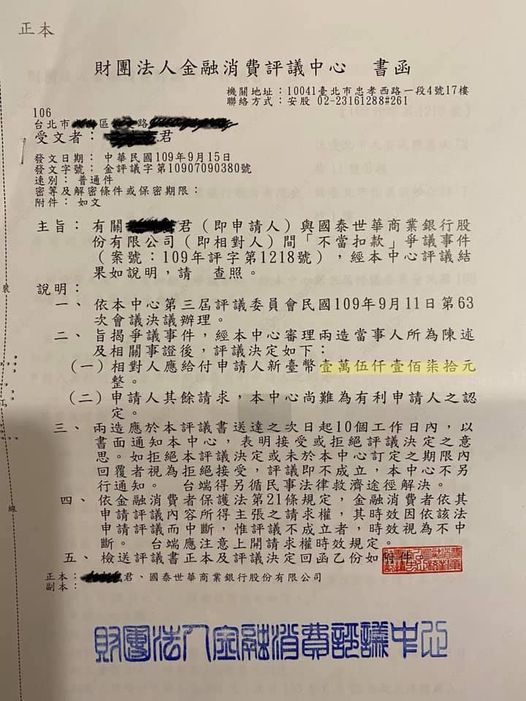 正本
財團法人金融消費評議中心　書函
機關地址：10041臺北市忠孝西路一段4號17樓
聯絡方式：安股 02-23161288#261
106
台北市 區 路
受文者： 君
發文日期：中華民國109年9月15日
發文字號：金評議字第10907090380號
速別：普通件
密等及解密條件或保密期限：
附件：如文
主旨：有關 君（即申請人）與國泰世華商業銀行股
份有限公司（即相對人）間「不當扣款」爭議事件
（案號：109年評字第1218號），經本中心評議結
果如說明，請　查照。
說明：
一、依本中心第三屆評議委員會民國109年9月11日第63
次會議決議辦理。
二、旨揭爭議事件，經本中心審理兩造當事人所為陳述
及相關事證後，評議決定如下：
（一）相對人應給付申請人新臺幣壹萬伍仟壹佰柒拾元
整。
（二）申請人其餘請求，本中心尚難為有利申請人之認
定。
三、兩造應於本評議書送達之次日起10個工作日內，以
書面通知本中心，表明接受或拒絕評議決定之意
思。如拒絕本評議決定或未於本中心訂定之期限內
回覆者視為拒絕接受，評議即不成立，本中心不另
行通知。　台端得另循民事法律救濟途徑解決。
四、依金融消費者保護法第21條規定，金融消費者依其
申請評議內容所得主張之請求權，其時效因依該法
申請評議而中斷，惟評議不成立者，時效視為不中
斷。　台端應注意上開請求權時效規定。
五、檢送評議書正本及評議決定回函乙份如附件。
正本： 君、國泰世華商業銀行股份有限公司
副本：
財團法人金融消費評議中心